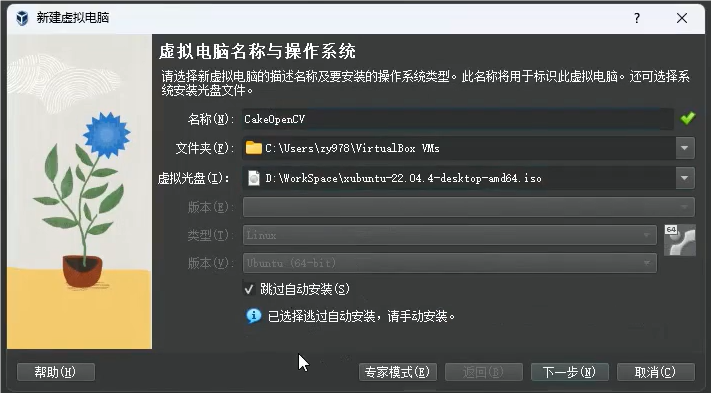 新建虚拟电脑
?
虚拟电脑名称与操作系统
请选择新虚拟电脑的描述名称及要安装的操作系统类型。此名称将用于标识此虚拟电脑。还可选择系
统安装光盘文件。
名称(N): CakeOpenCV
文件夹(F): C:\Users\zy978\VirtualBox VMs
虚拟光盘(I): D:\WorkSpace\xubuntu-22.04.4-desktop-amd64.iso
版本(E):
类型(T): Linux
64
版本(V): Ubuntu (64-bit)
跳过自动安装(S)
已选择逃过自动安装，请手动安装。
帮助(H) 专家模式(E) 返回(B) 下一步(N) 取消(C)